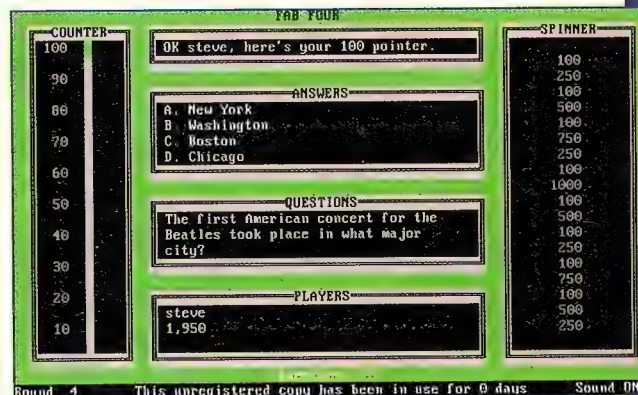 FAB FOUR
COUNTER
100
90
80
70
60
50
40
30
20
10
OK steve, here's your 100 pointer.
ANSWERS
A. New York
B. Washington
C. Boston
D. Chicago
QUESTIONS
The first American concert for the
Beatles took place in what major
city?
PLAYERS
steve
1,950
SPINNER
100
250
100
500
100
750
250
100
1000
100
500
100
250
100
750
100
500
250
Round 4 This unregistered copy has been in use for 0 days Sound ON